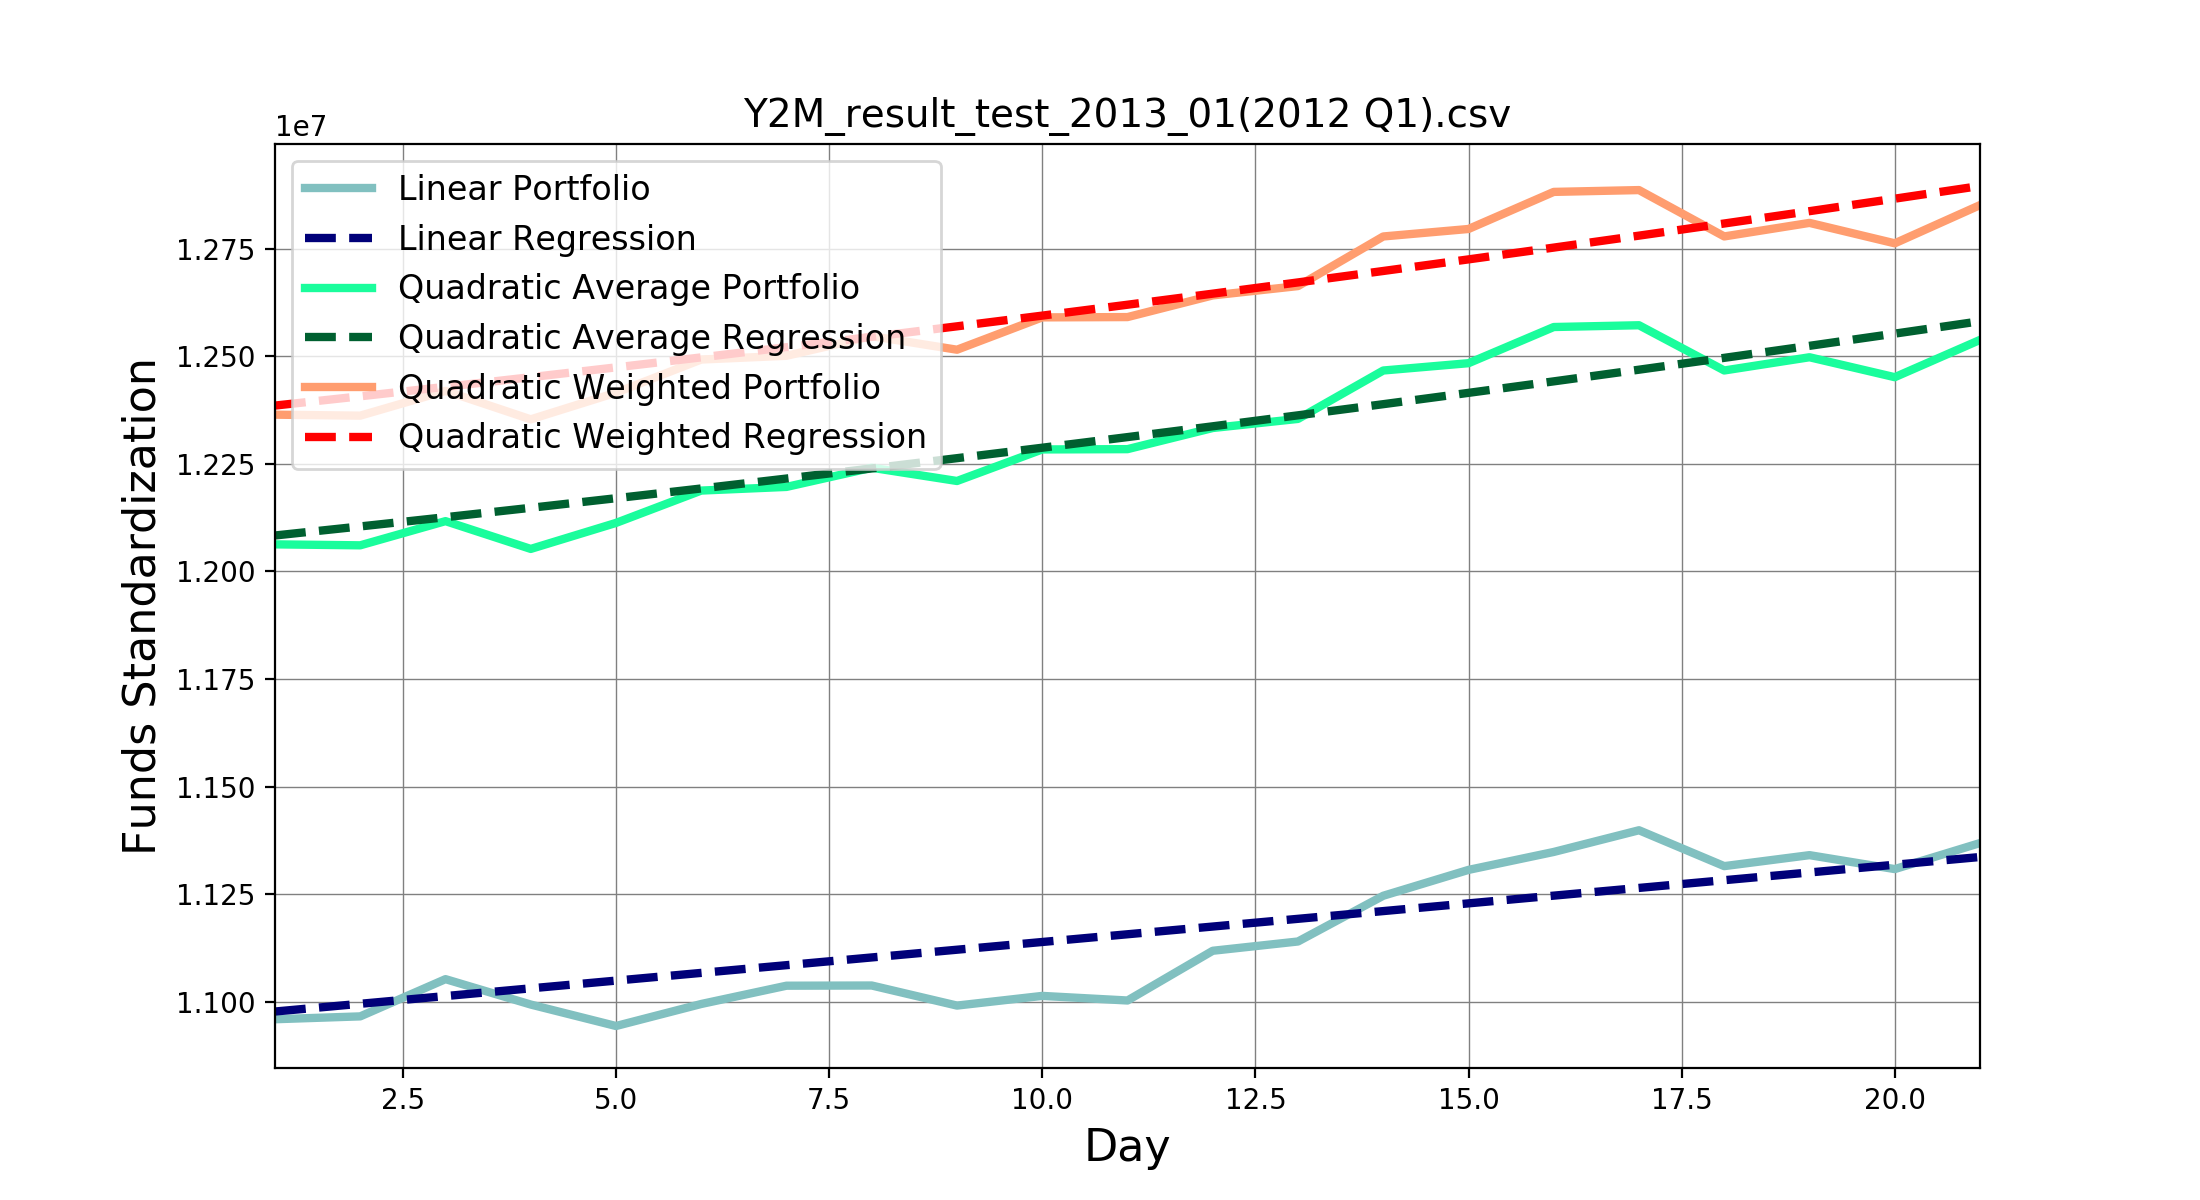 Y2M_result_test_2013_01(2012 Q1).csv
1e7
Linear Portfolio
Linear Regression
Quadratic Average Portfolio
Quadratic Average Regression
Quadratic Weighted Portfolio
Quadratic Weighted Regression
1.275
1.250
1.225
1.200
1.175
1.150
1.125
1.100
Funds Standardization
2.5 5.0 7.5 10.0 12.5 15.0 17.5 20.0
Day